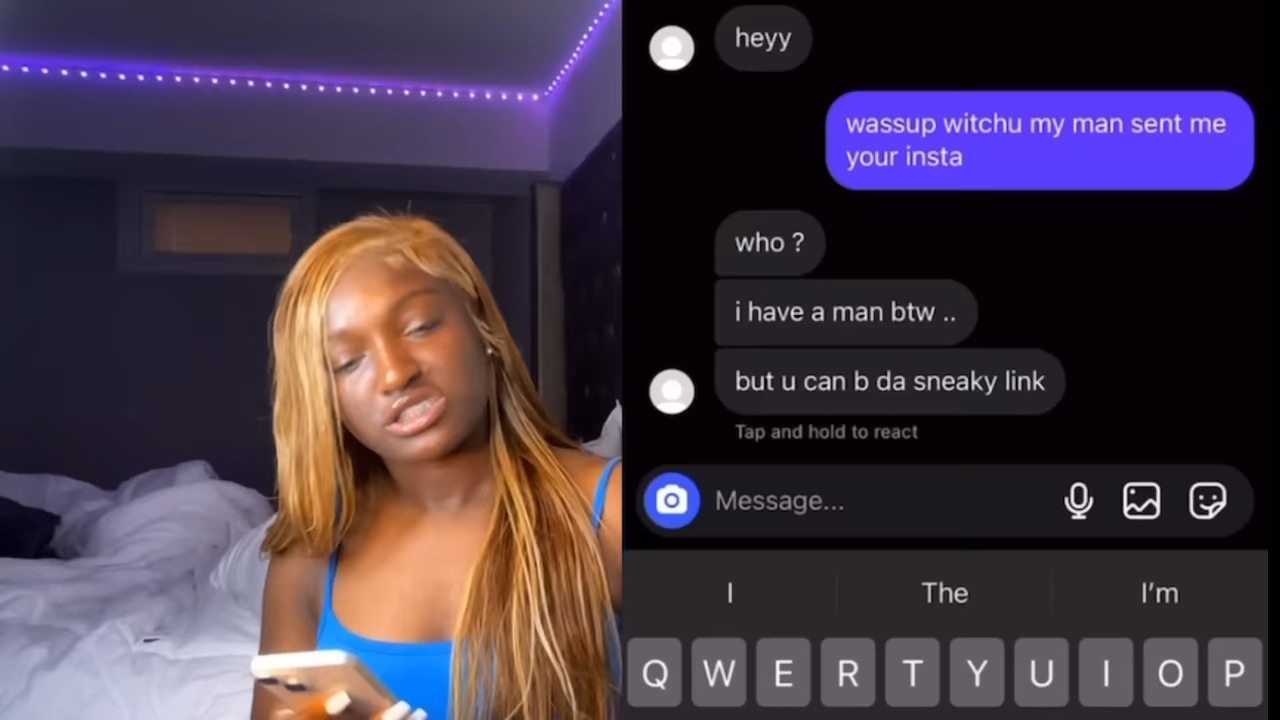 heyy
wassup witchu my man sent me
your insta
who ?
i have a man btw ..
but u can b da sneaky link
Tap and hold to react
Message...
I The I'm
Q W E R T Y U I O P